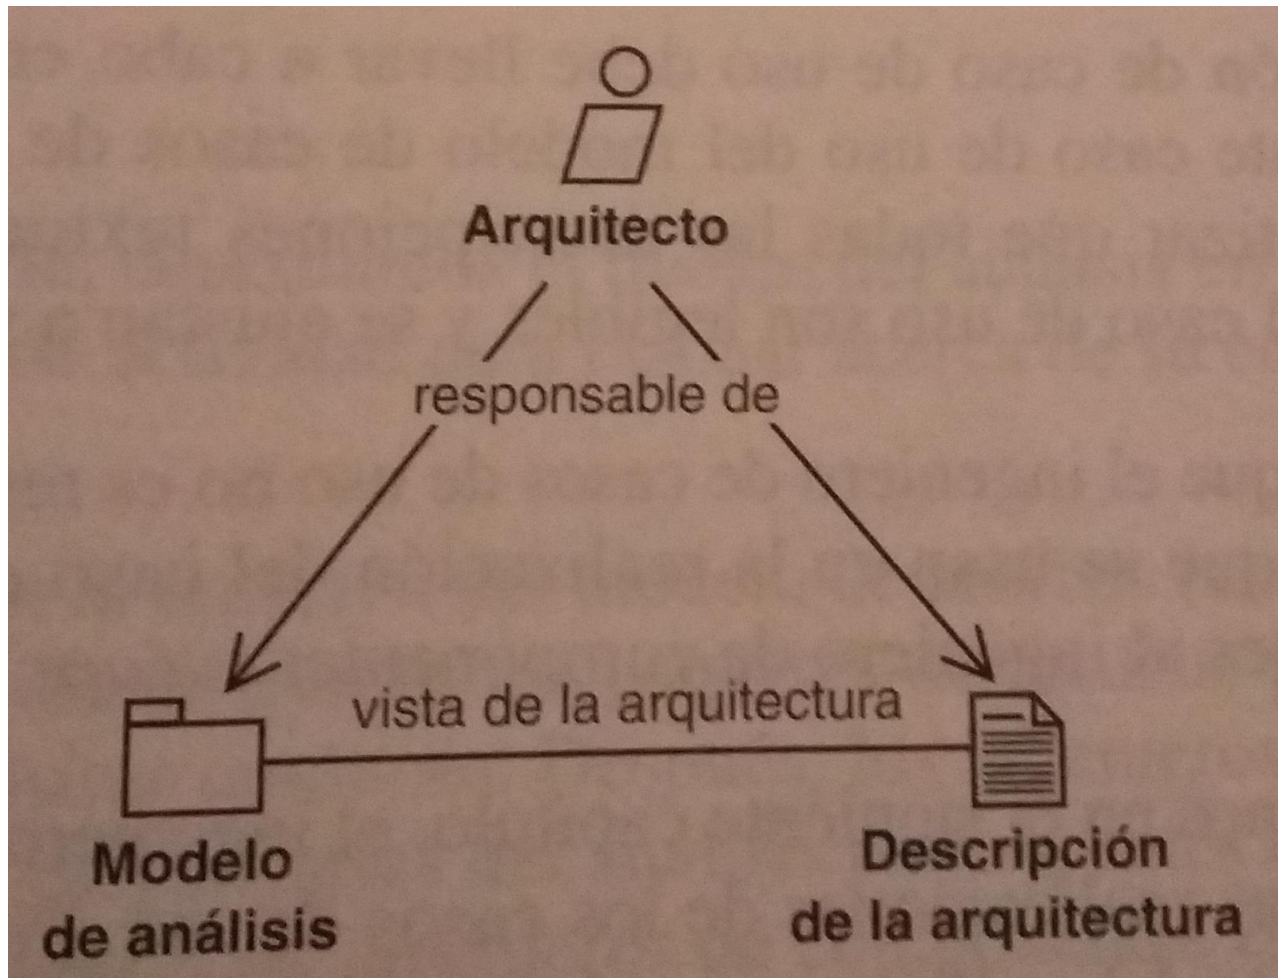 Arquitecto
responsable de
vista de la arquitectura
Modelo
de análisis
Descripción
de la arquitectura